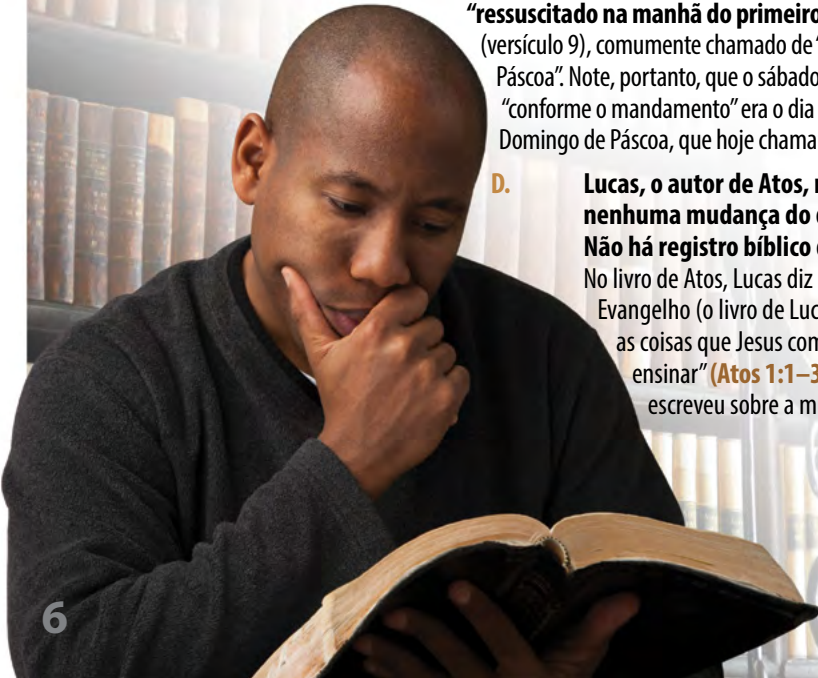 “ressuscitado na manhã do primeiro
(versículo 9), comumente chamado de “
Páscoa”. Note, portanto, que o sábado
“conforme o mandamento” era o dia
Domingo de Páscoa, que hoje chama
D. Lucas, o autor de Atos,
nenhuma mudança do
Não há registro bíblico
No livro de Atos, Lucas diz
Evangelho (o livro de Luc
as coisas que Jesus com
ensinar” (Atos 1:1–3
escreveu sobre a m
6